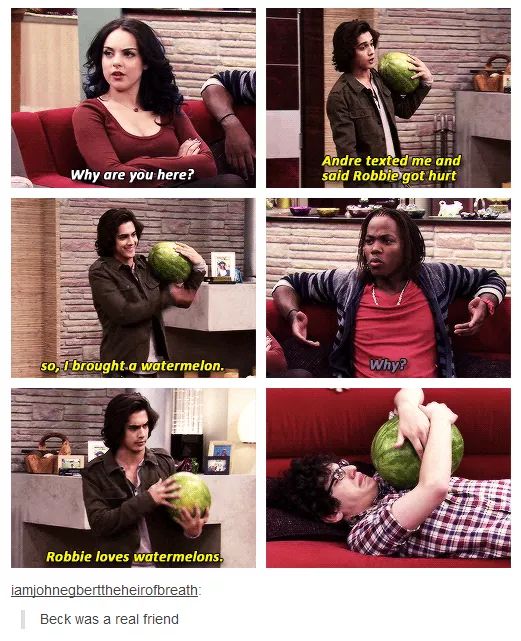 Why are you here?
Andre texted me and
said Robbie got hurt
so, I brought a watermelon.
Why?
Robbie loves watermelons.
iamjohnegberttheheirofbreath:
Beck was a real friend